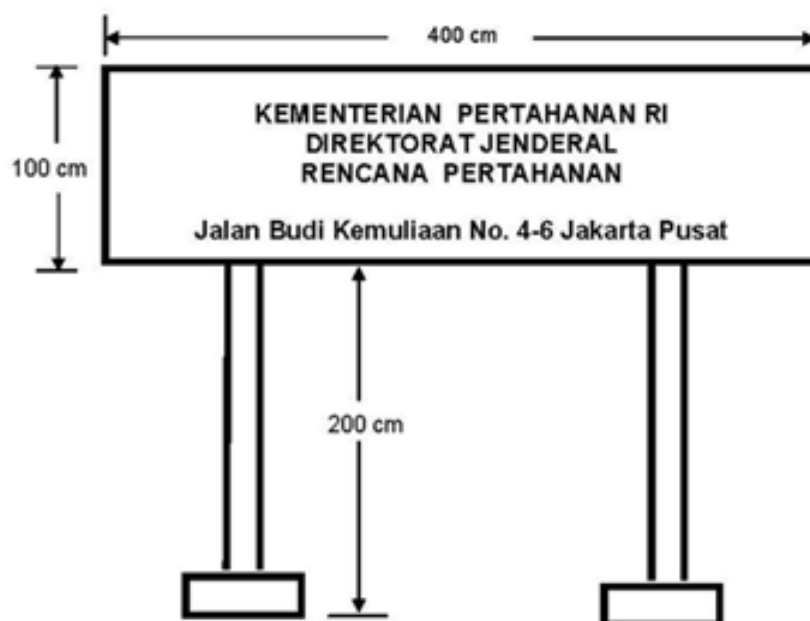 400 cm
KEMENTERIAN PERTAHANAN RI
DIREKTORAT JENDERAL
RENCANA PERTAHANAN
100 cm
Jalan Budi Kemuliaan No. 4-6 Jakarta Pusat
200 cm